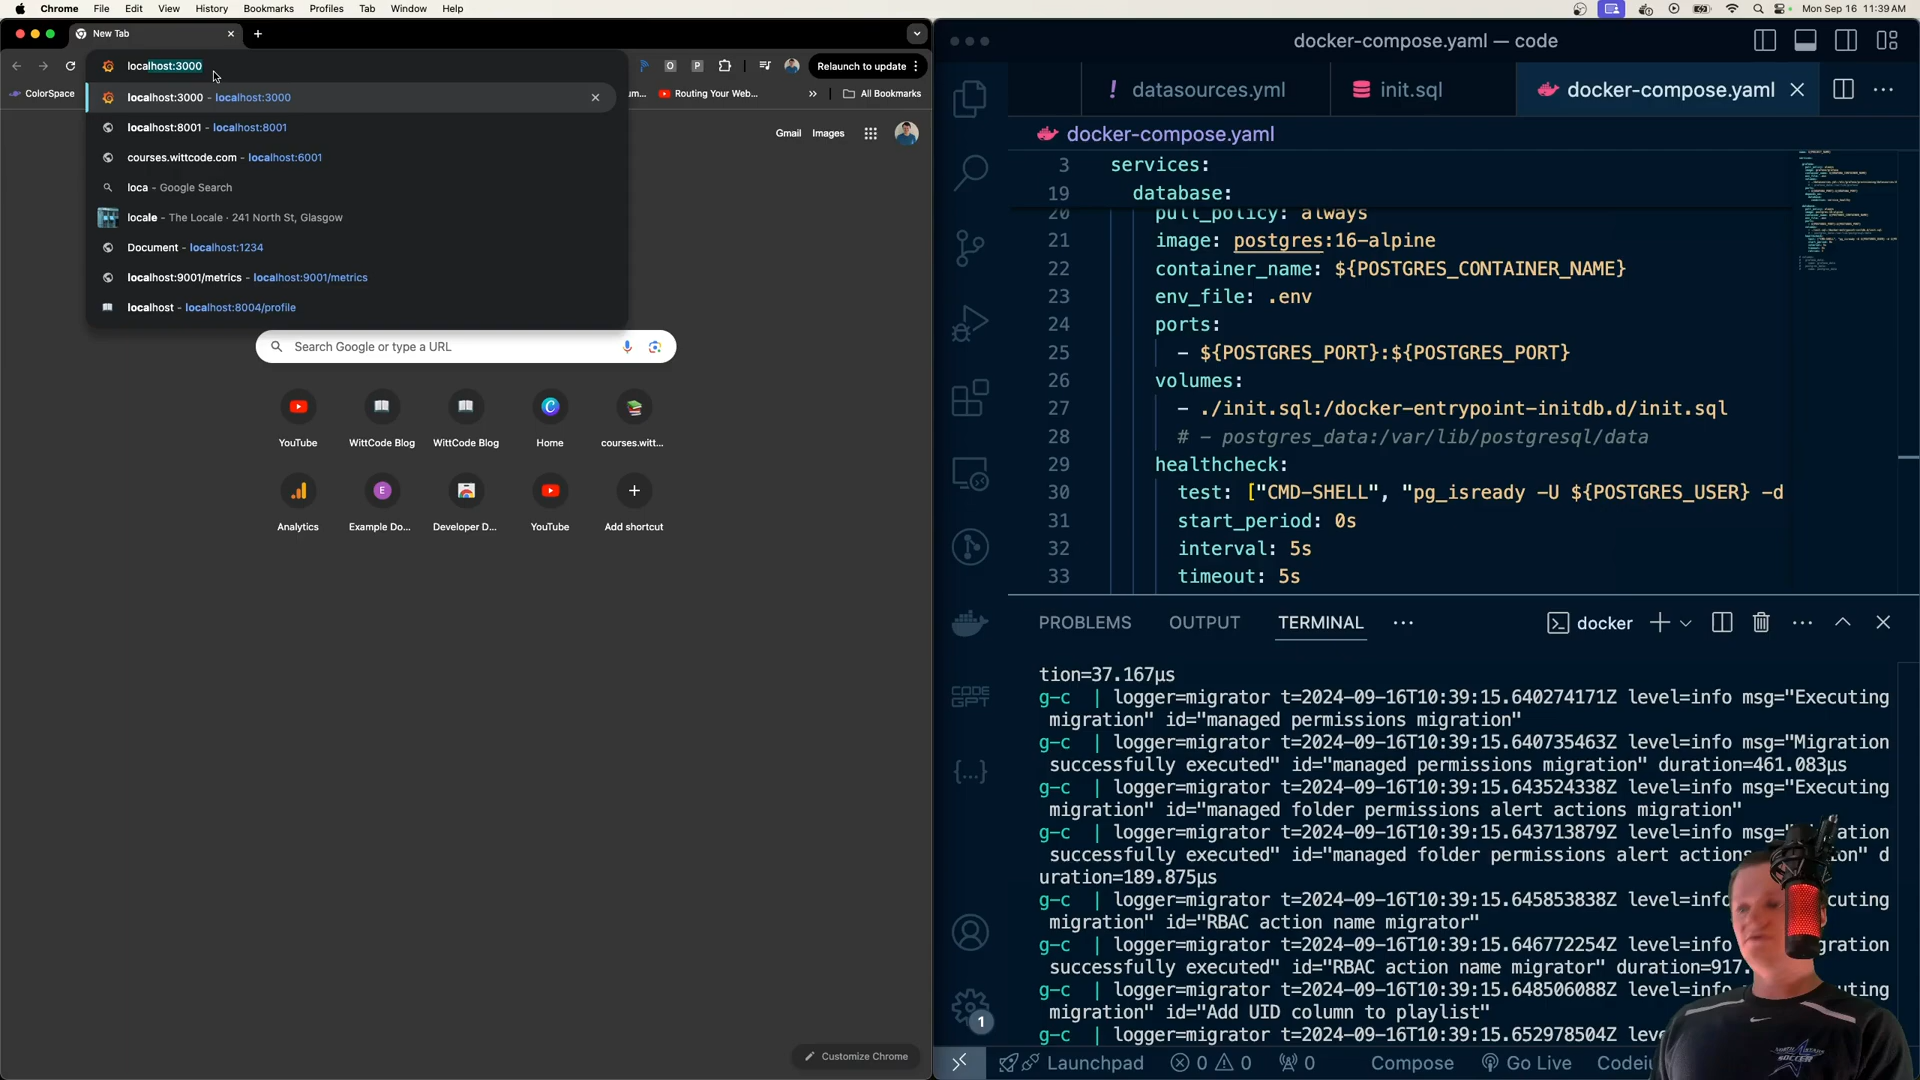 Chrome File Edit View History Bookmarks Profiles Tab Window Help
Mon Sep 16 11:39 AM
New Tab
localhost:3000
Relaunch to update
ColorSpace
um...
Routing Your Web...
All Bookmarks
localhost:3000 - localhost:3000
localhost:8001 - localhost:8001
courses.wittcode.com - localhost:6001
loca - Google Search
locale - The Locale · 241 North St, Glasgow
Document - localhost:1234
localhost:9001/metrics - localhost:9001/metrics
localhost - localhost:8004/profile
Gmail Images
Search Google or type a URL
YouTube
WittCode Blog
WittCode Blog
Home
courses.witt...
Analytics
Example Do...
Developer D...
YouTube
Add shortcut
Customize Chrome
docker-compose.yaml — code
! datasources.yml
init.sql
docker-compose.yaml
docker-compose.yaml
3 services:
19 database:
20 pull_policy: always
21 image: postgres:16-alpine
22 container_name: ${POSTGRES_CONTAINER_NAME}
23 env_file: .env
24 ports:
25 - ${POSTGRES_PORT}:${POSTGRES_PORT}
26 volumes:
27 - ./init.sql:/docker-entrypoint-initdb.d/init.sql
28 # - postgres_data:/var/lib/postgresql/data
29 healthcheck:
30 test: ["CMD-SHELL", "pg_isready -U ${POSTGRES_USER} -d
31 start_period: 0s
32 interval: 5s
33 timeout: 5s
CODE
GPT
{...}
1
PROBLEMS OUTPUT TERMINAL ···
docker
tion=37.167µs
g-c | logger=migrator t=2024-09-16T10:39:15.640274171Z level=info msg="Executing
migration" id="managed permissions migration"
g-c | logger=migrator t=2024-09-16T10:39:15.640735463Z level=info msg="Migration
successfully executed" id="managed permissions migration" duration=461.083µs
g-c | logger=migrator t=2024-09-16T10:39:15.643524338Z level=info msg="Executing
migration" id="managed folder permissions alert actions migration"
g-c | logger=migrator t=2024-09-16T10:39:15.643713879Z level=info msg="
successfully executed" id="managed folder permissions alert actions d
uration=189.875µs
g-c | logger=migrator t=2024-09-16T10:39:15.645853838Z level=info
migration" id="RBAC action name migrator"
g-c | logger=migrator t=2024-09-16T10:39:15.646772254Z level=info
successfully executed" id="RBAC action name migrator" duration=917.
g-c | logger=migrator t=2024-09-16T10:39:15.648506088Z
migration" id="Add UID column to playlist"
g-c | logger=migrator t=2024-09-16T10:39:15.652978504Z
Launchpad 0 0 0 Compose Go Live
SOCCER